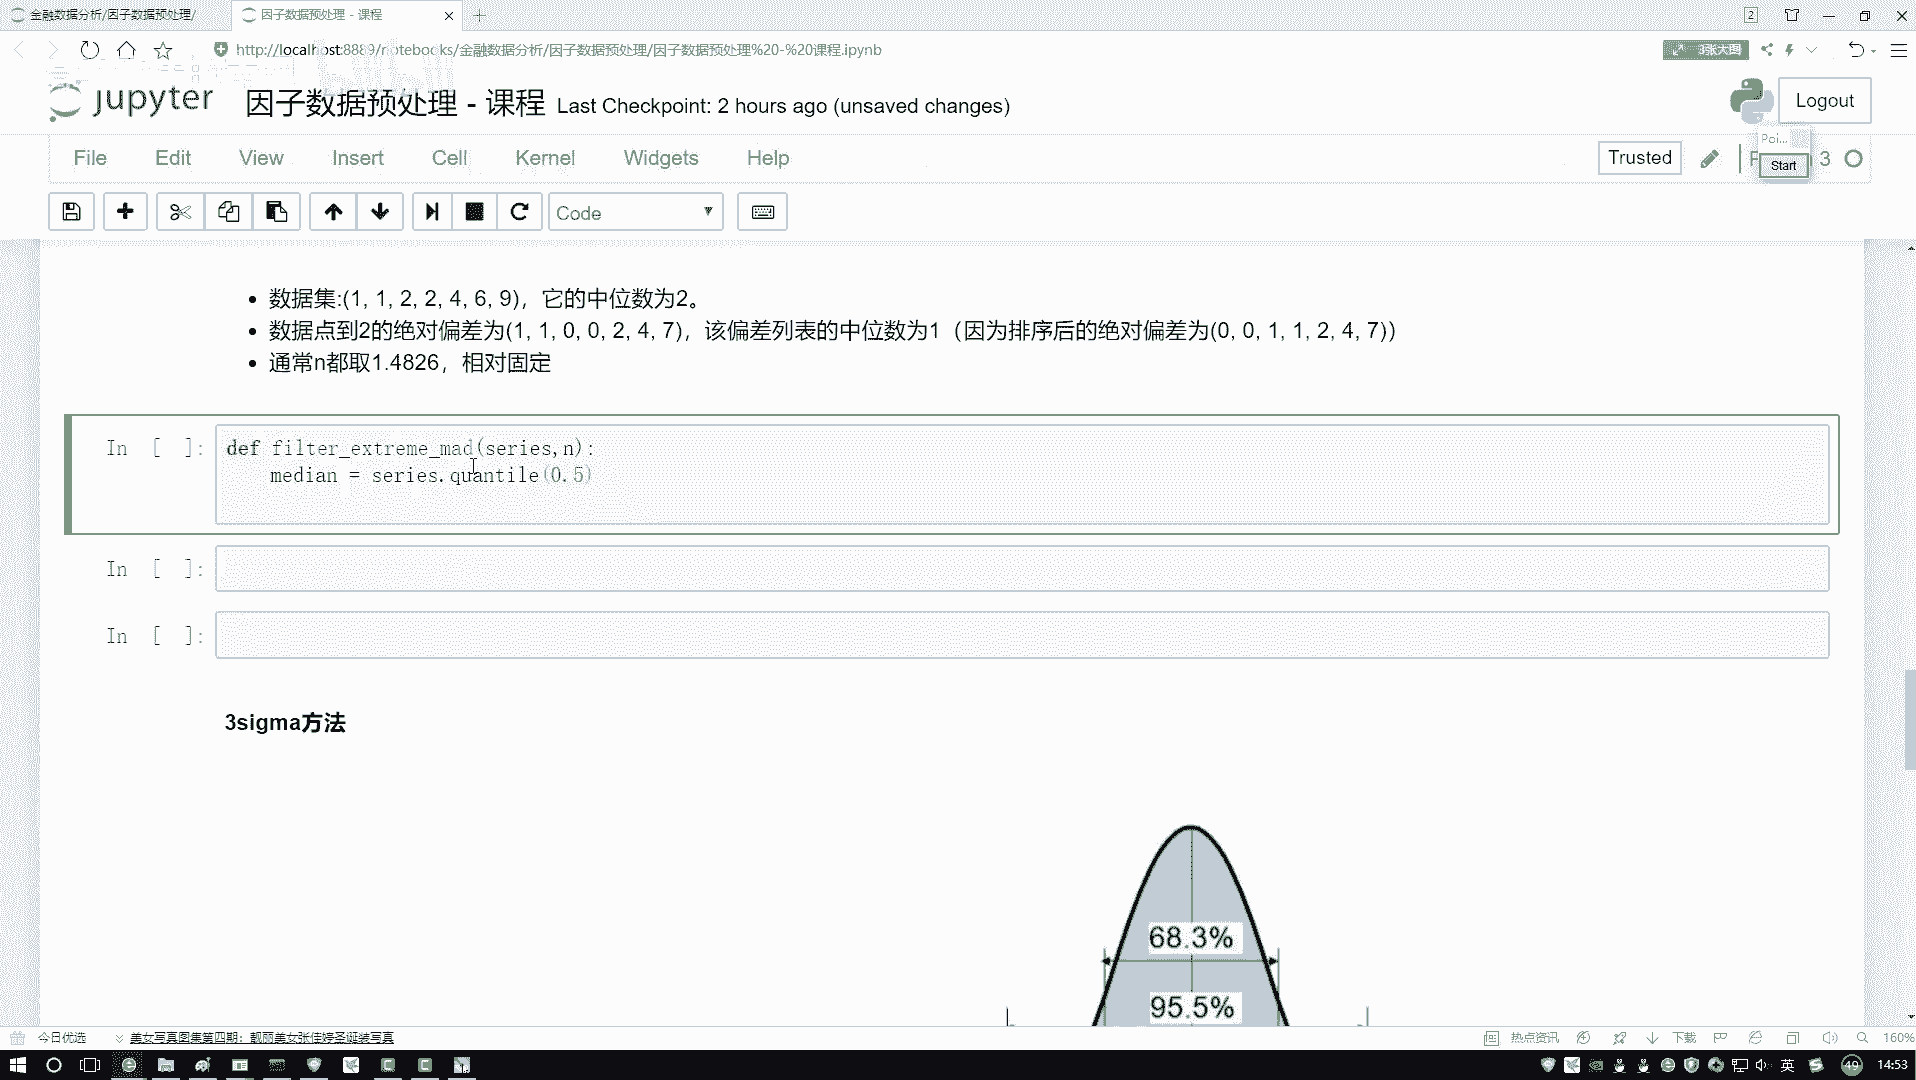 金融数据分析/因子数据预处理/
因子数据预处理 - 课程
2
http://localhost:8889/notebooks/金融数据分析/因子数据预处理/因子数据预处理%20-%20课程.ipynb
3张大图
jupyter 因子数据预处理 - 课程 Last Checkpoint: 2 hours ago (unsaved changes)
Logout
Poi...
File Edit View Insert Cell Kernel Widgets Help
Trusted
3
Start
Code
数据集:(1, 1, 2, 2, 4, 6, 9)，它的中位数为2。
数据点到2的绝对偏差为(1, 1, 0, 0, 2, 4, 7)，该偏差列表的中位数为1（因为排序后的绝对偏差为(0, 0, 1, 1, 2, 4, 7)）
通常n都取1.4826，相对固定
In [ ]:
def filter_extreme_mad(series,n):
median = series.quantile(0.5)
In [ ]:
In [ ]:
3sigma方法
68.3%
95.5%
今日优选
美女写真图集第四期：靓丽美女张佳婷圣诞装写真
热点资讯
下载
160%
英
49
14:53